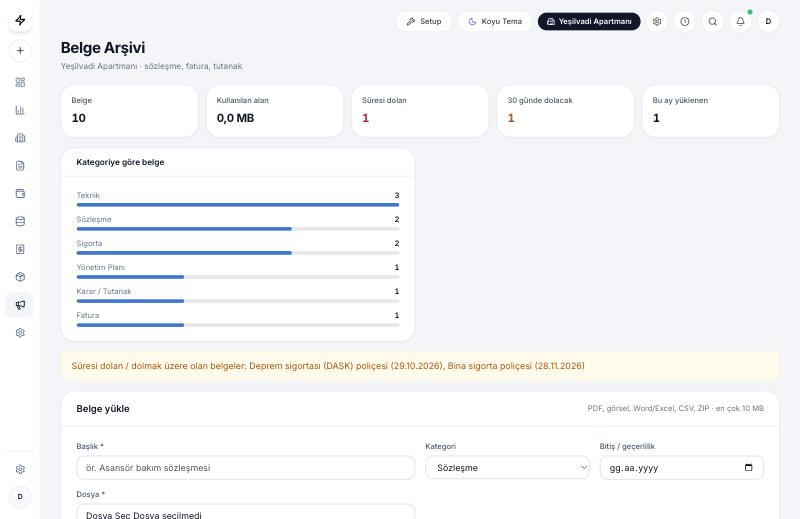 Setup
Koyu Tema
Yeşilvadi Apartmanı
D
Belge Arşivi
Yeşilvadi Apartmanı · sözleşme, fatura, tutanak
Belge
10
Kullanılan alan
0,0 MB
Süresi dolan
1
30 günde dolacak
1
Bu ay yüklenen
1
Kategoriye göre belge
Teknik 3
Sözleşme 2
Sigorta 2
Yönetim Planı 1
Karar / Tutanak 1
Fatura 1
Süresi dolan / dolmak üzere olan belgeler: Deprem sigortası (DASK) poliçesi (29.10.2026), Bina sigorta poliçesi (28.11.2026)
Belge yükle
PDF, görsel, Word/Excel, CSV, ZIP · en çok 10 MB
Başlık *
Kategori
Bitiş / geçerlilik
ör. Asansör bakım sözleşmesi
Sözleşme
gg.aa.yyyy
Dosya *
Dosya Seç Dosya seçilmedi
D